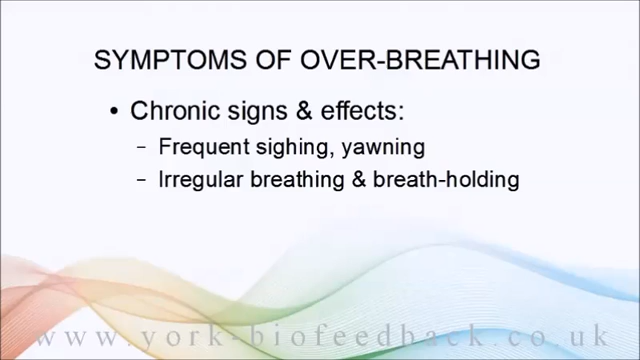 SYMPTOMS OF OVER-BREATHING
• Chronic signs & effects:
– Frequent sighing, yawning
– Irregular breathing & breath-holding
www.york-biofeedback.co.uk